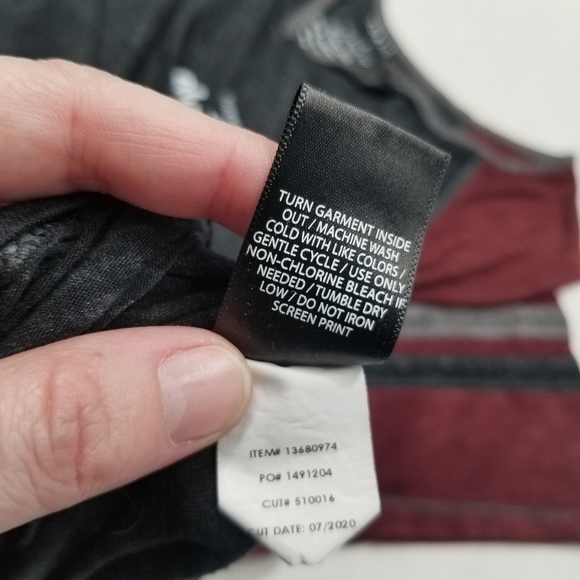 TURN GARMENT INSIDE
OUT / MACHINE WASH
COLD WITH LIKE COLORS /
GENTLE CYCLE / USE ONLY
NON-CHLORINE BLEACH IF
NEEDED / TUMBLE DRY
LOW / DO NOT IRON
SCREEN PRINT
ITEM# 13680974
PO# 1491204
CUT# 510016
CUT DATE: 07/2020